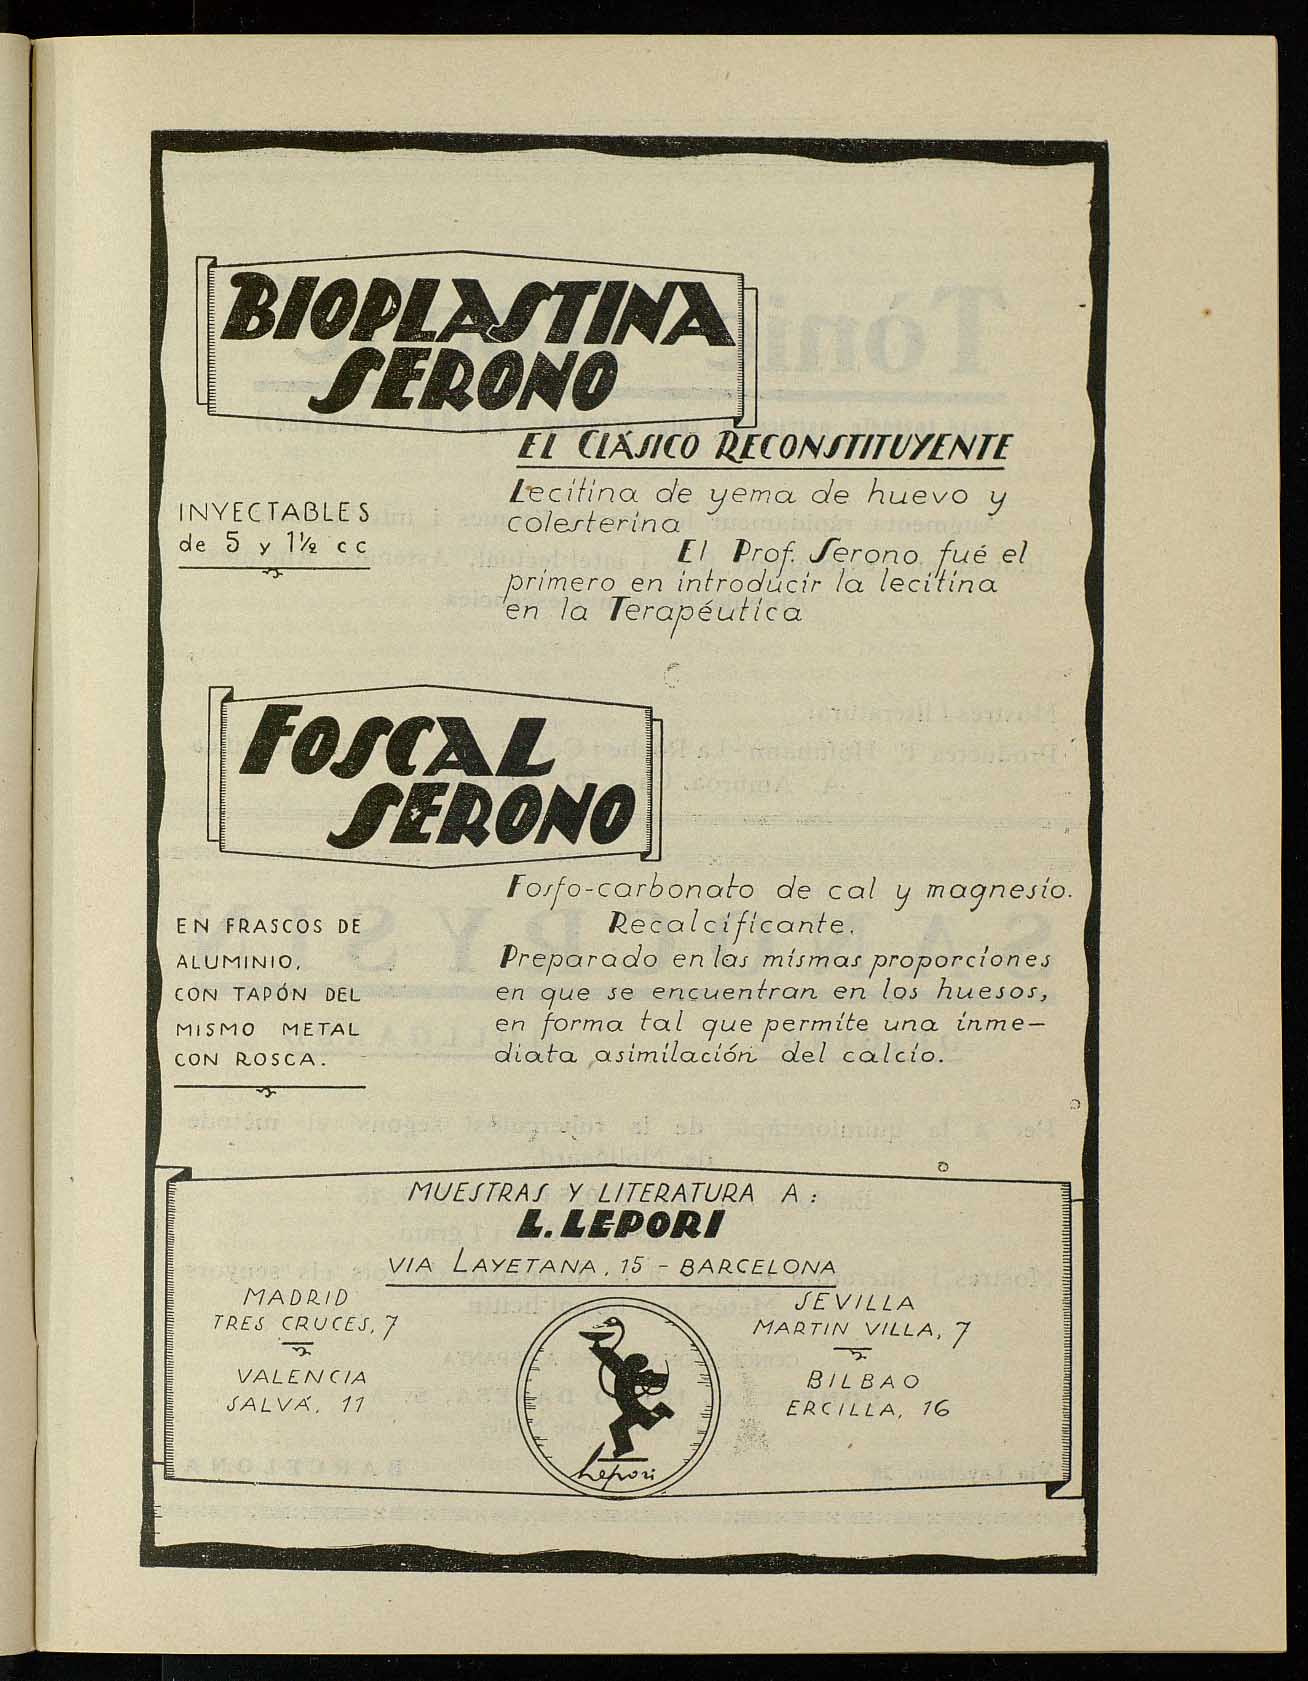 BIOPLASTINA
SERONO
EL CLÁSICO RECONSTITUYENTE
INYECTABLES
de 5 y 1½ cc
Lecitina de yema de huevo y
colesterina
El Prof. Serono fué el
primero en introducir la lecitina
en la Terapéutica
FOSCAL
SERONO
EN FRASCOS DE
ALUMINIO,
CON TAPÓN DEL
MISMO METAL
CON ROSCA.
Fosfo-carbonato de cal y magnesio.
Recalcificante.
Preparado en las mismas proporciones
en que se encuentran en los huesos,
en forma tal que permite una inme-
diata asimilación del calcio.
MUESTRAS Y LITERATURA A:
L. LEPORI
VIA LAYETANA, 15 - BARCELONA
MADRID
TRES CRUCES, 7
VALENCIA
SALVÁ, 11
SEVILLA
MARTIN VILLA, 7
BILBAO
ERCILLA, 16
Lepori